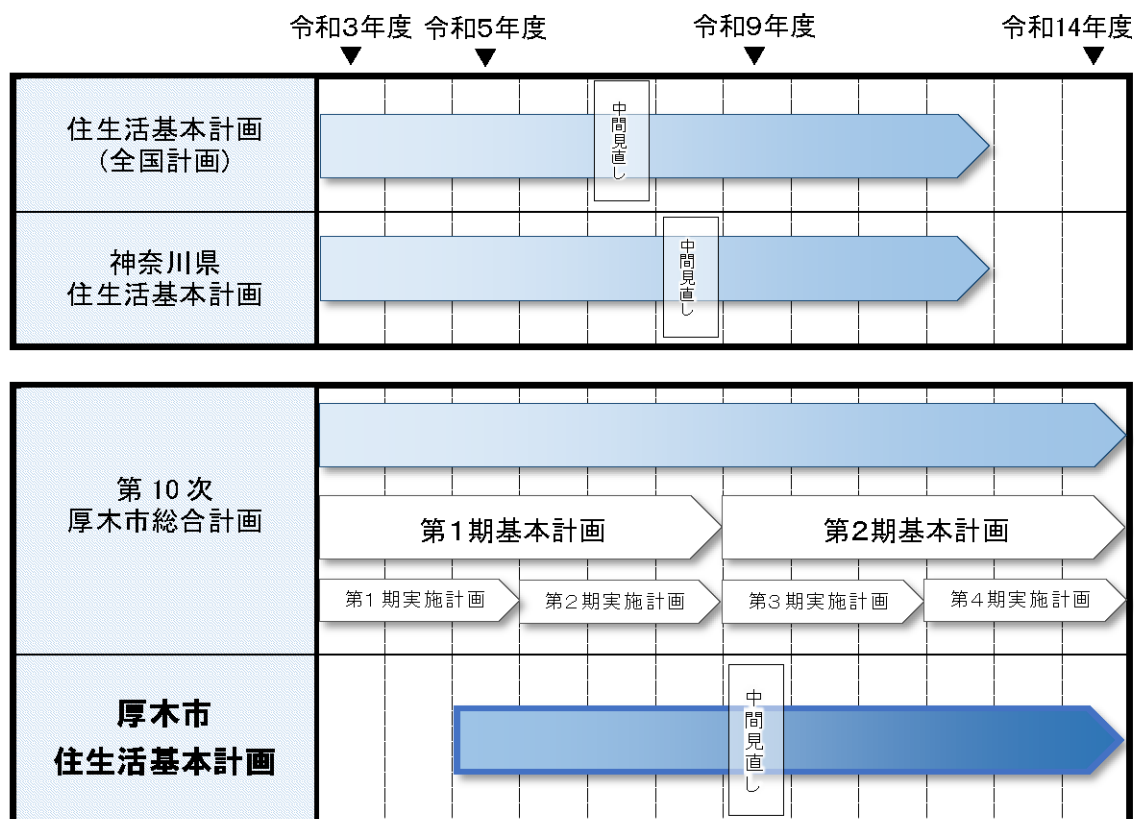 令和3年度 令和5年度 令和9年度 令和14年度
▼ ▼ ▼ ▼
住生活基本計画
(全国計画)
中間見直し
神奈川県
住生活基本計画
中間見直し
第10次
厚木市総合計画
第1期基本計画 第2期基本計画
第1期実施計画 第2期実施計画 第3期実施計画 第4期実施計画
厚木市
住生活基本計画
中間見直し